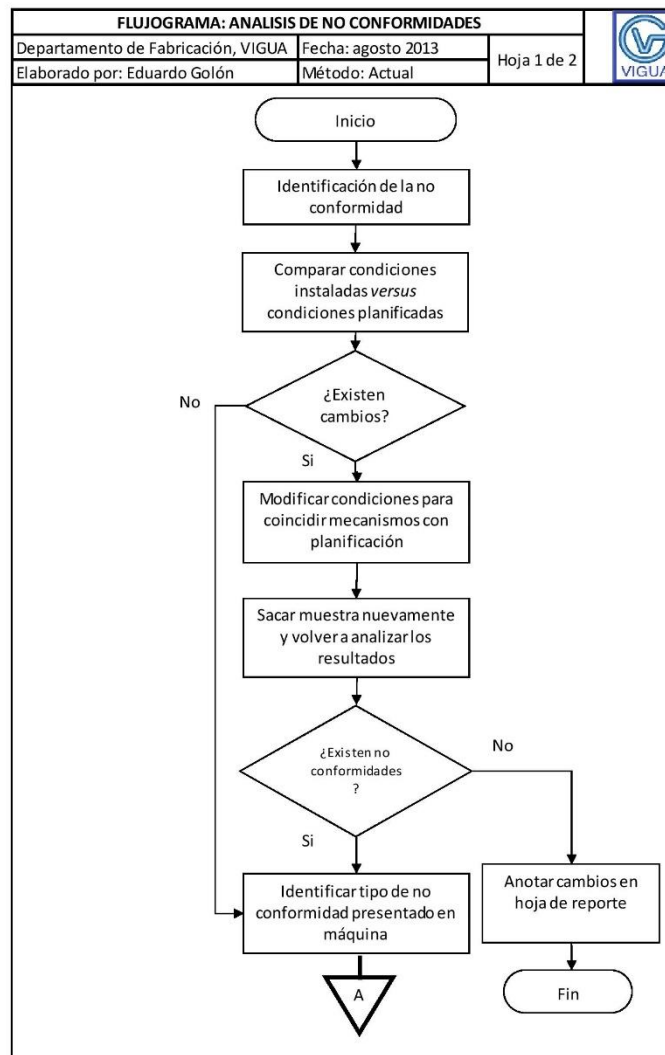 FLUJOGRAMA: ANALISIS DE NO CONFORMIDADES
Departamento de Fabricación, VIGUA
Fecha: agosto 2013
Hoja 1 de 2
Elaborado por: Eduardo Golón
Método: Actual
VIGUA
Inicio
Identificación de la no
conformidad
Comparar condiciones
instaladas versus
condiciones planificadas
¿Existen
cambios?
No
Si
Modificar condiciones para
coincidir mecanismos con
planificación
Sacar muestra nuevamente
y volver a analizar los
resultados
¿Existen no
conformidades
?
No
Si
Identificar tipo de no
conformidad presentado en
máquina
Anotar cambios en
hoja de reporte
A
Fin